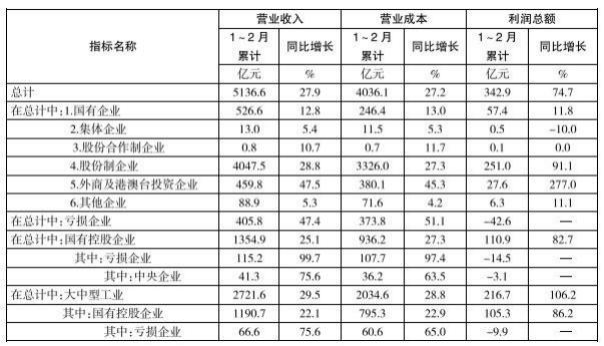 指标名称 营业收入 营业成本 利润总额
1~2月累计 同比增长 1~2月累计 同比增长 1~2月累计 同比增长
亿元 % 亿元 % 亿元 %
总计 5136.6 27.9 4036.1 27.2 342.9 74.7
在总计中:1.国有企业 526.6 12.8 246.4 13.0 57.4 11.8
2.集体企业 13.0 5.4 11.5 5.3 0.5 -10.0
3.股份合作制企业 0.8 10.7 0.7 11.7 0.1 0.0
4.股份制企业 4047.5 28.8 3326.0 27.3 251.0 91.1
5.外商及港澳台投资企业 459.8 47.5 380.1 45.3 27.6 277.0
6.其他企业 88.9 5.3 71.6 4.2 6.3 11.1
在总计中:亏损企业 405.8 47.4 373.8 51.1 -42.6 —
在总计中:国有控股企业 1354.9 25.1 936.2 27.3 110.9 82.7
其中:亏损企业 115.2 99.7 107.7 97.4 -14.5 —
其中:中央企业 41.3 75.6 36.2 63.5 -3.1 —
在总计中:大中型工业 2721.6 29.5 2034.6 28.8 216.7 106.2
其中:国有控股企业 1190.7 22.1 795.3 22.9 105.3 86.2
其中:亏损企业 66.6 75.6 60.6 65.0 -9.9 —